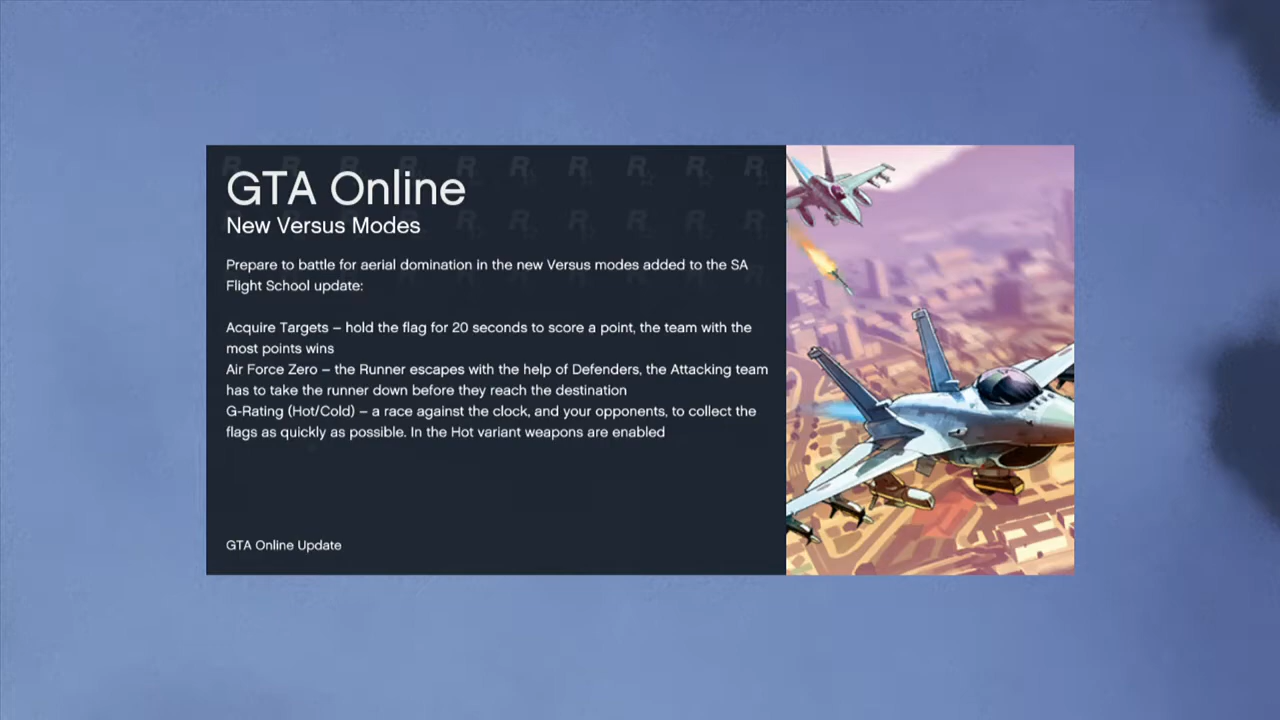 GTA Online
New Versus Modes
Prepare to battle for aerial domination in the new Versus modes added to the SA
Flight School update:
Acquire Targets – hold the flag for 20 seconds to score a point, the team with the
most points wins
Air Force Zero – the Runner escapes with the help of Defenders, the Attacking team
has to take the runner down before they reach the destination
G-Rating (Hot/Cold) – a race against the clock, and your opponents, to collect the
flags as quickly as possible. In the Hot variant weapons are enabled
GTA Online Update